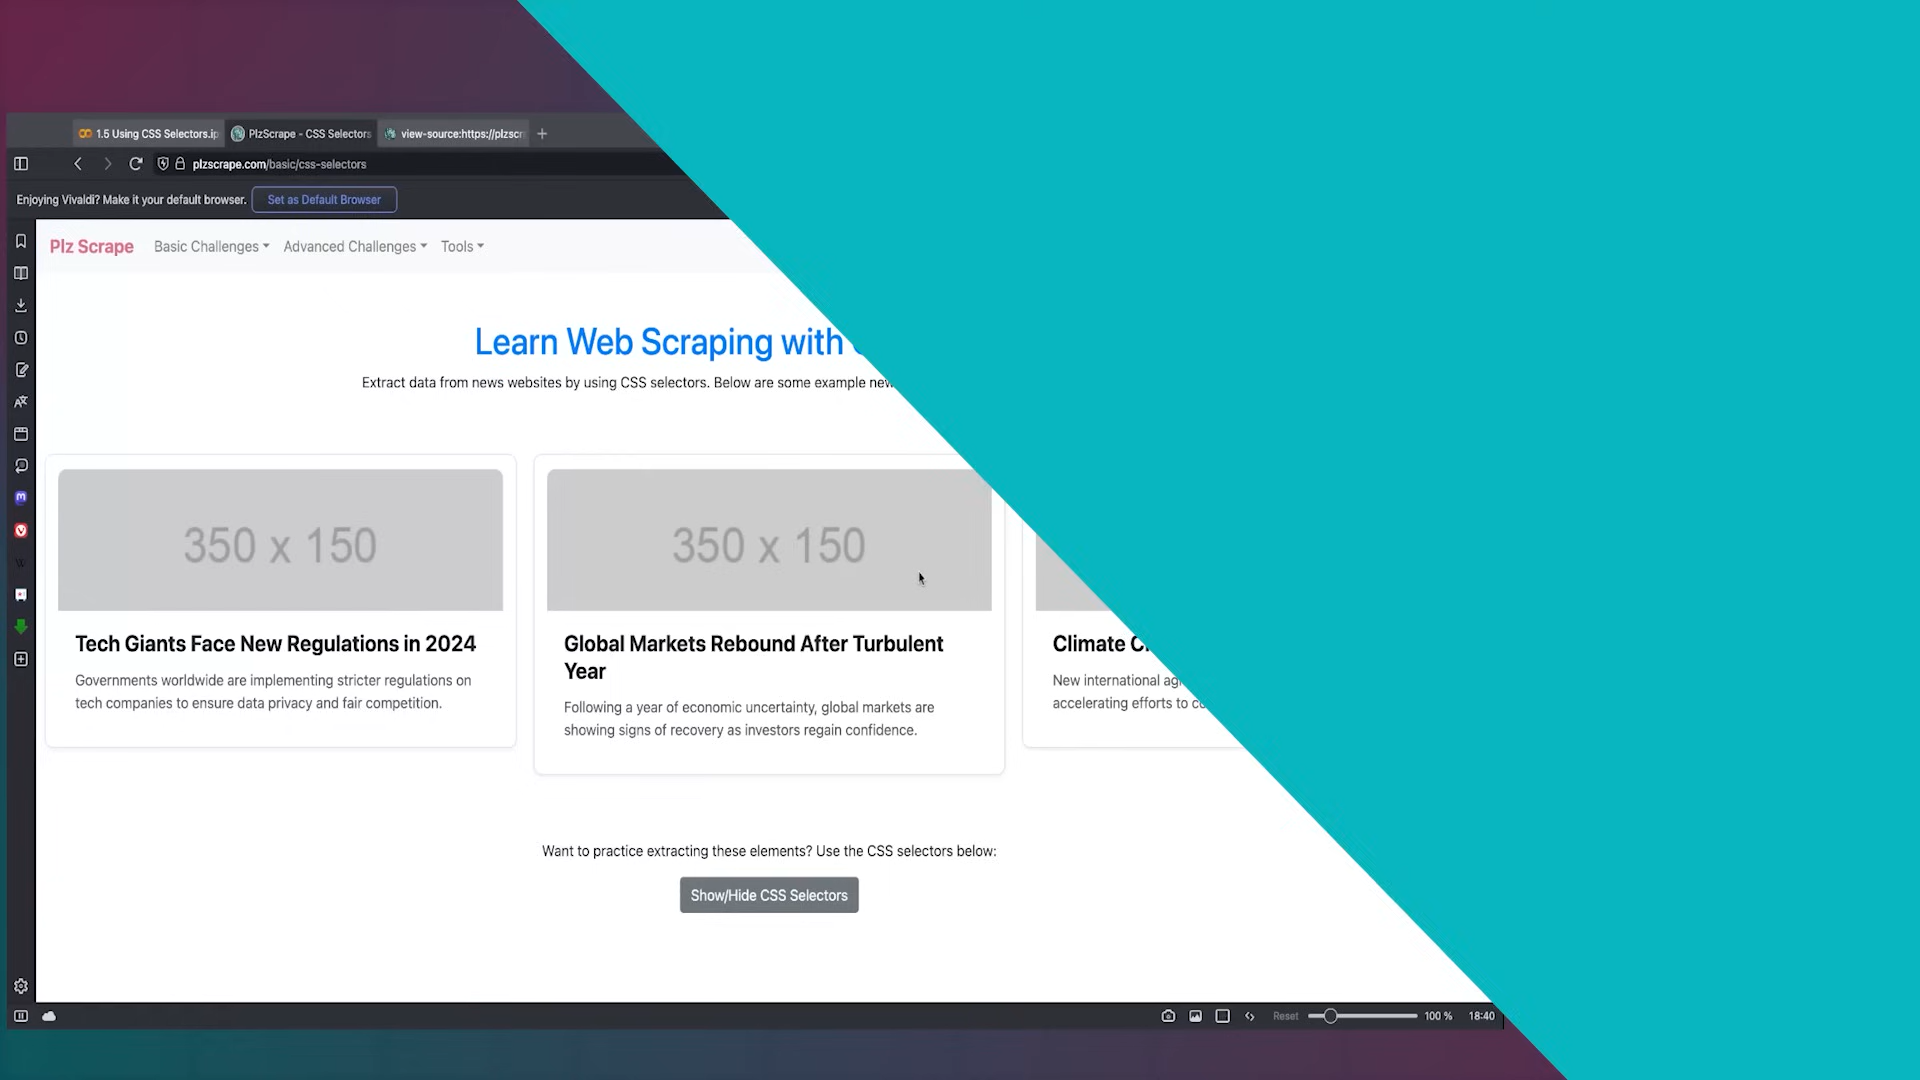 1.5 Using CSS Selectors.ip
PlzScrape - CSS Selectors
view-source:https://plzscr
plzscrape.com/basic/css-selectors
Enjoying Vivaldi? Make it your default browser.
Set as Default Browser
Plz Scrape
Basic Challenges
Advanced Challenges
Tools
Learn Web Scraping with
Extract data from news websites by using CSS selectors. Below are some example new
350 x 150
350 x 150
Tech Giants Face New Regulations in 2024
Governments worldwide are implementing stricter regulations on
tech companies to ensure data privacy and fair competition.
Global Markets Rebound After Turbulent
Year
Following a year of economic uncertainty, global markets are
showing signs of recovery as investors regain confidence.
Climate
New international
accelerating efforts to
Want to practice extracting these elements? Use the CSS selectors below:
Show/Hide CSS Selectors
Reset
100 %
18:40